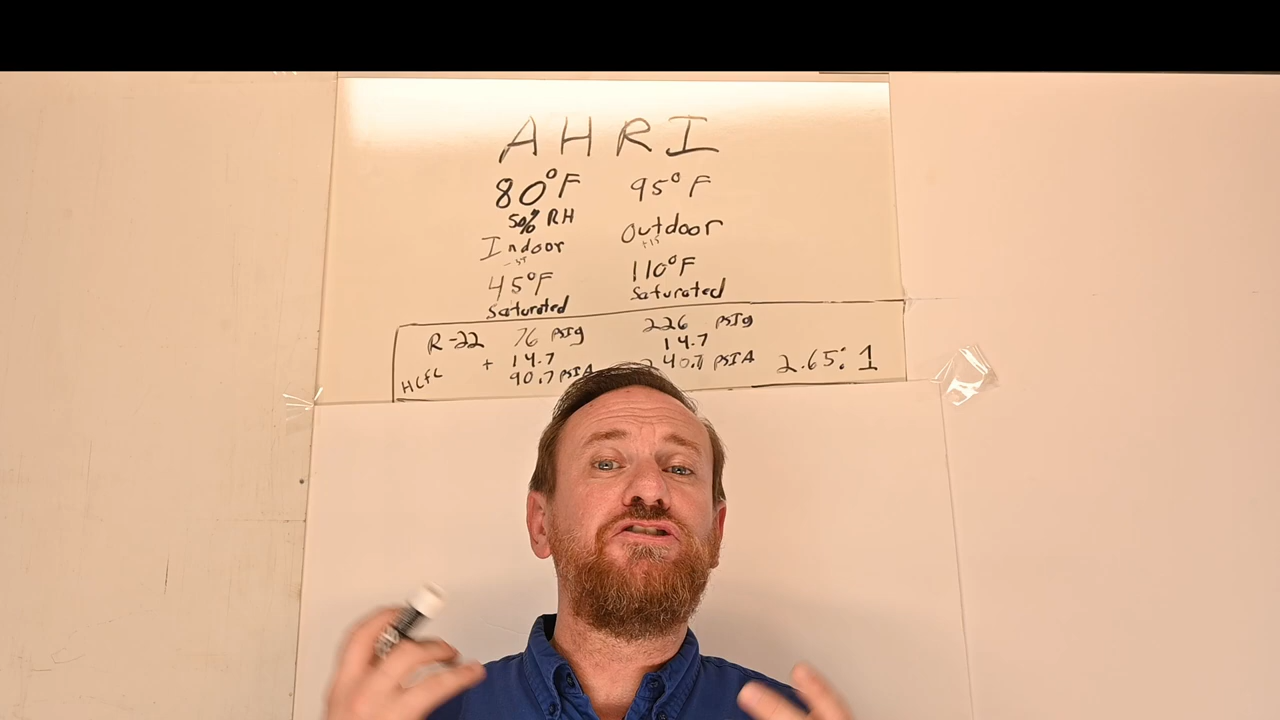 AHRI
80°F 95°F
50% RH
Indoor Outdoor
+15
45°F 110°F
Saturated Saturated
R-22 76 PSIg 226 PSIg
+ 14.7 14.7
HCFC 90.7 PSIA 240.7 PSIA 2.65:1